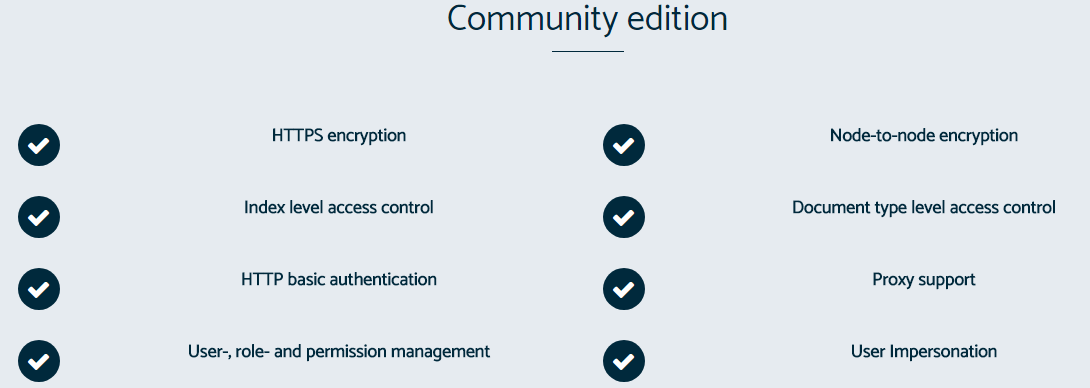 Community edition
HTTPS encryption
Node-to-node encryption
Index level access control
Document type level access control
HTTP basic authentication
Proxy support
User-, role- and permission management
User Impersonation